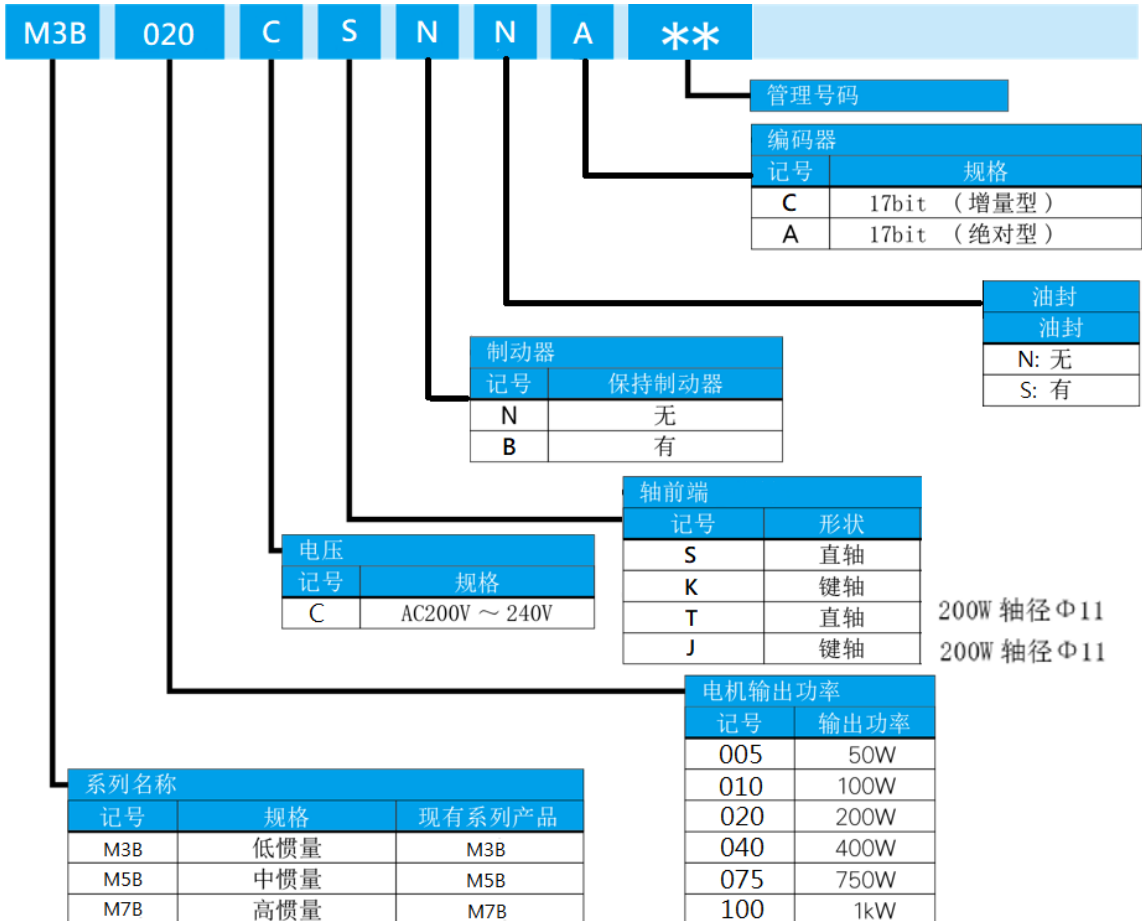 M3B 020 C S N N A **
管理号码
编码器
记号 规格
C 17bit （增量型）
A 17bit （绝对型）
油封
油封
N: 无
S: 有
制动器
记号 保持制动器
N 无
B 有
轴前端
记号 形状
S 直轴
K 键轴
T 直轴 200W 轴径Φ11
J 键轴 200W 轴径Φ11
电压
记号 规格
C AC200V ～ 240V
电机输出功率
记号 输出功率
005 50W
010 100W
020 200W
040 400W
075 750W
100 1kW
系列名称
记号 规格 现有系列产品
M3B 低惯量 M3B
M5B 中惯量 M5B
M7B 高惯量 M7B